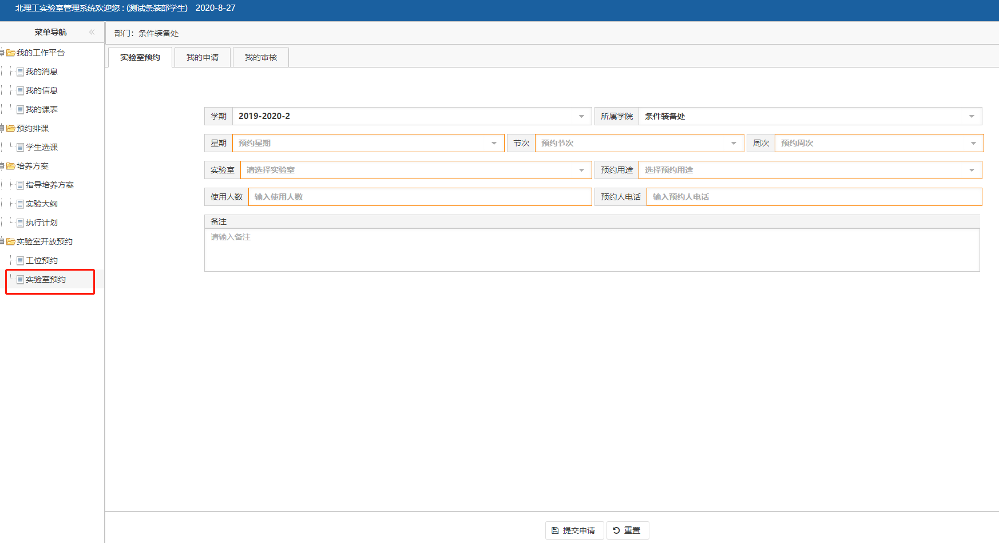 北理工实验室管理系统欢迎您 : (测试条装部学生) 2020-8-27
菜单导航
我的工作平台
我的消息
我的信息
我的课表
预约排课
学生选课
培养方案
指导培养方案
实验大纲
执行计划
实验室开放预约
工位预约
实验室预约
部门：条件装备处
实验室预约 我的申请 我的审核
学期 2019-2020-2 所属学院 条件装备处
星期 预约星期 节次 预约节次 周次 预约周次
实验室 请选择实验室 预约用途 选择预约用途
使用人数 输入使用人数 预约人电话 输入预约人电话
备注
请输入备注
提交申请 重置